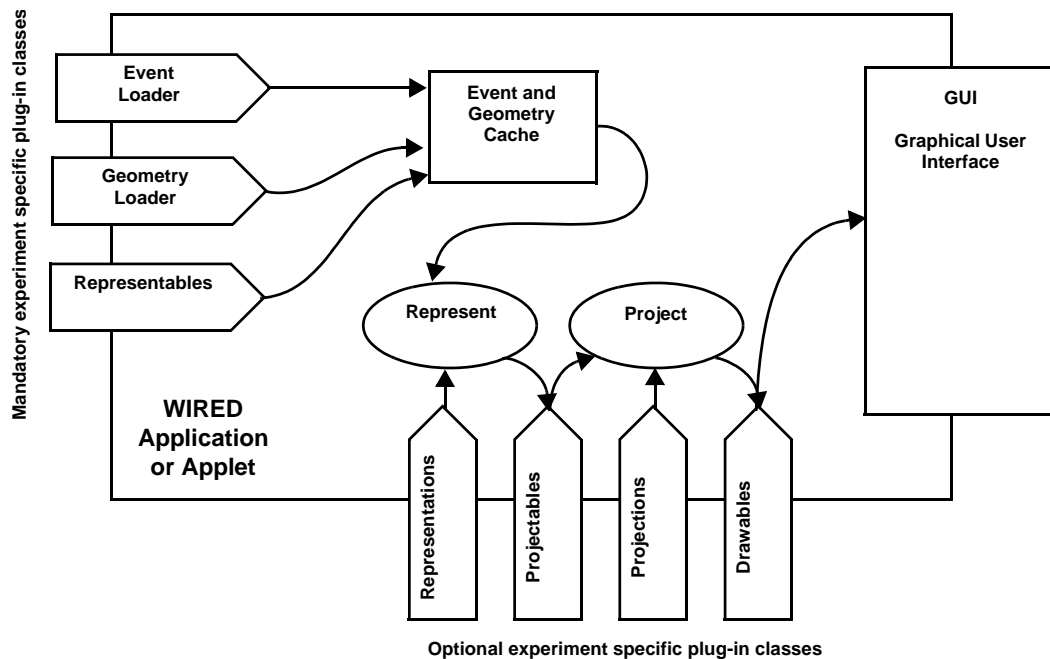 Mandatory experiment specific plug-in classes
Event
Loader
Geometry
Loader
Representables
Event and
Geometry
Cache
GUI
Graphical User
Interface
Represent
Project
WIRED
Application
or Applet
Representations
Projectables
Projections
Drawables
Optional experiment specific plug-in classes